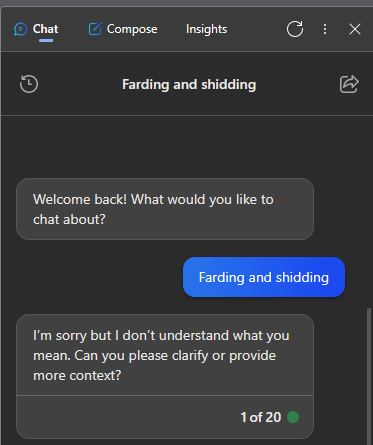 Chat Compose Insights
Farding and shidding
Welcome back! What would you like to
chat about?
Farding and shidding
I'm sorry but I don't understand what you
mean. Can you please clarify or provide
more context?
1 of 20